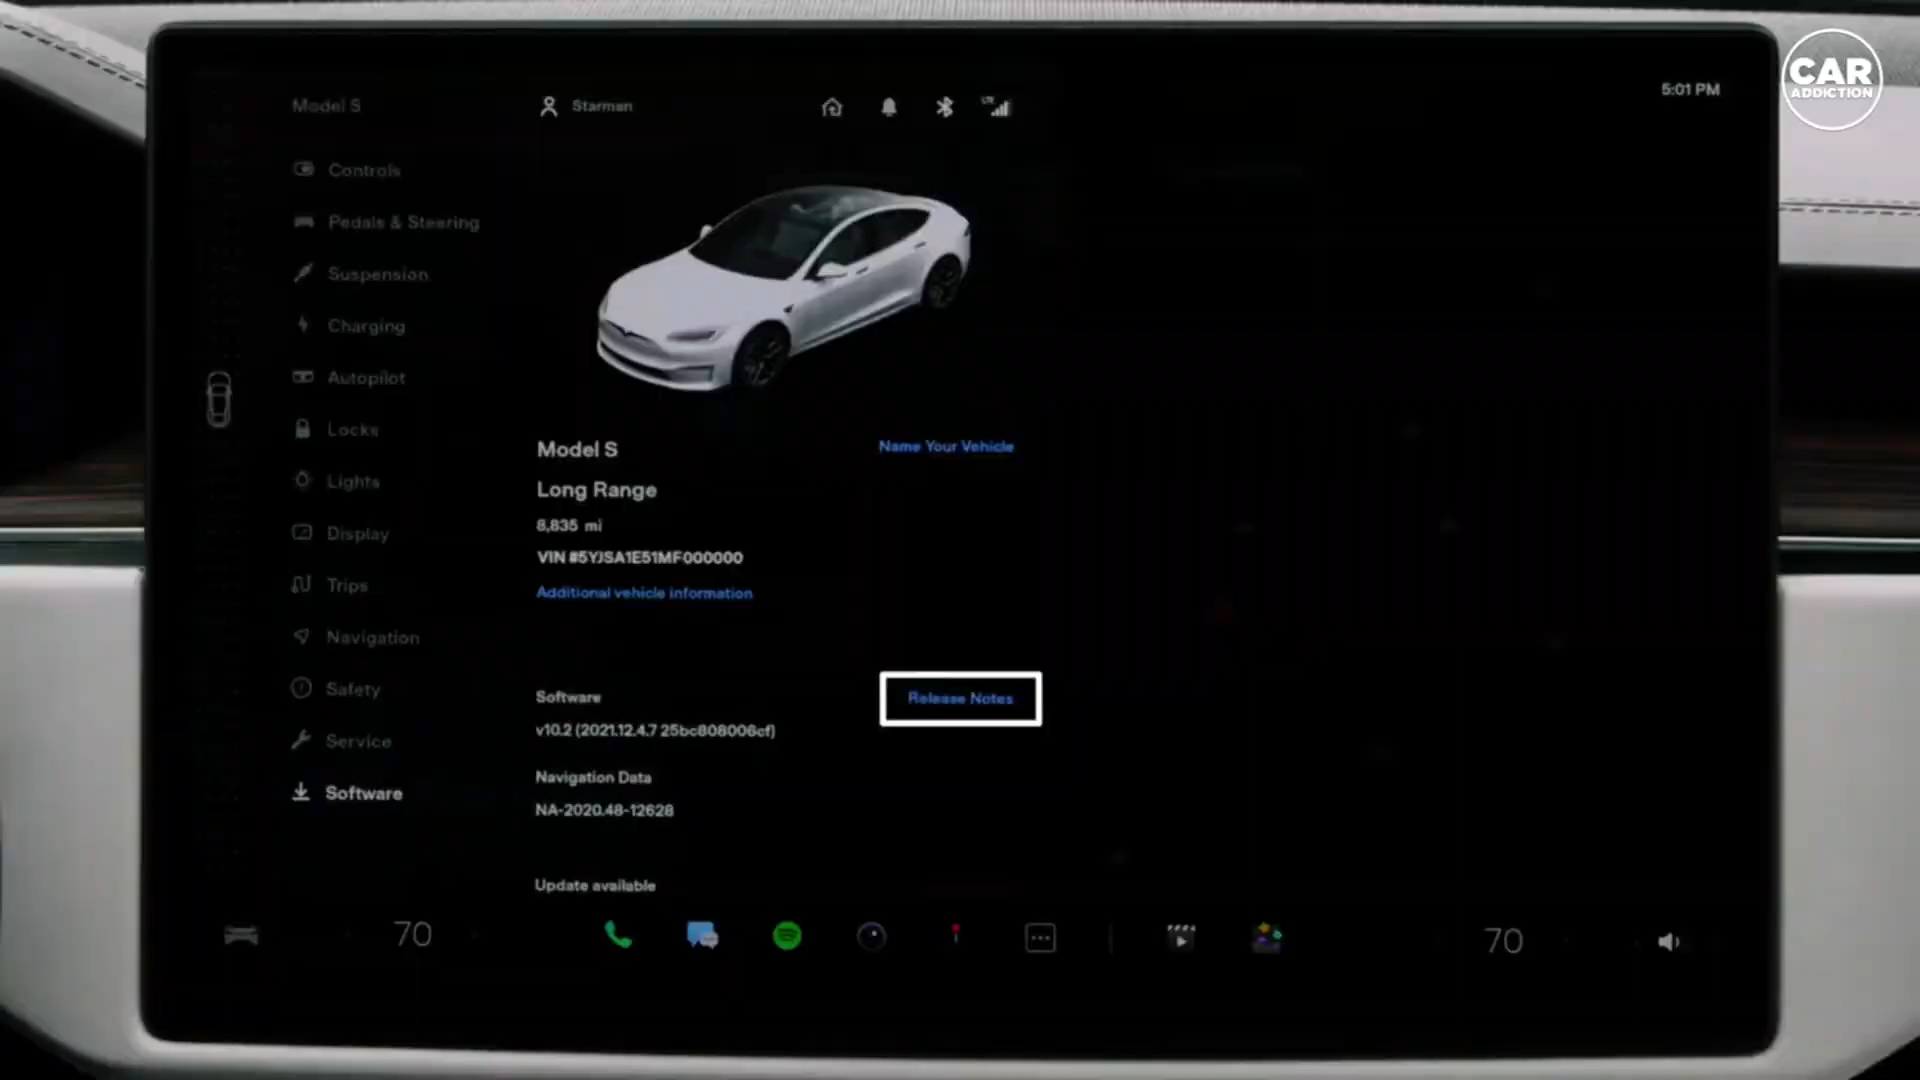 CAR
ADDICTION
5:01 PM
Model S
Starman
LTE
Controls
Pedals & Steering
Suspension
Charging
Autopilot
Locks
Lights
Display
Trips
Navigation
Safety
Service
Software
Model S
Name Your Vehicle
Long Range
8,835 mi
VIN #5YJSA1E51MF000000
Additional vehicle information
Software
Release Notes
v10.2 (2021.12.4.7 25bc808006cf)
Navigation Data
NA-2020.48-12628
Update available
70
70